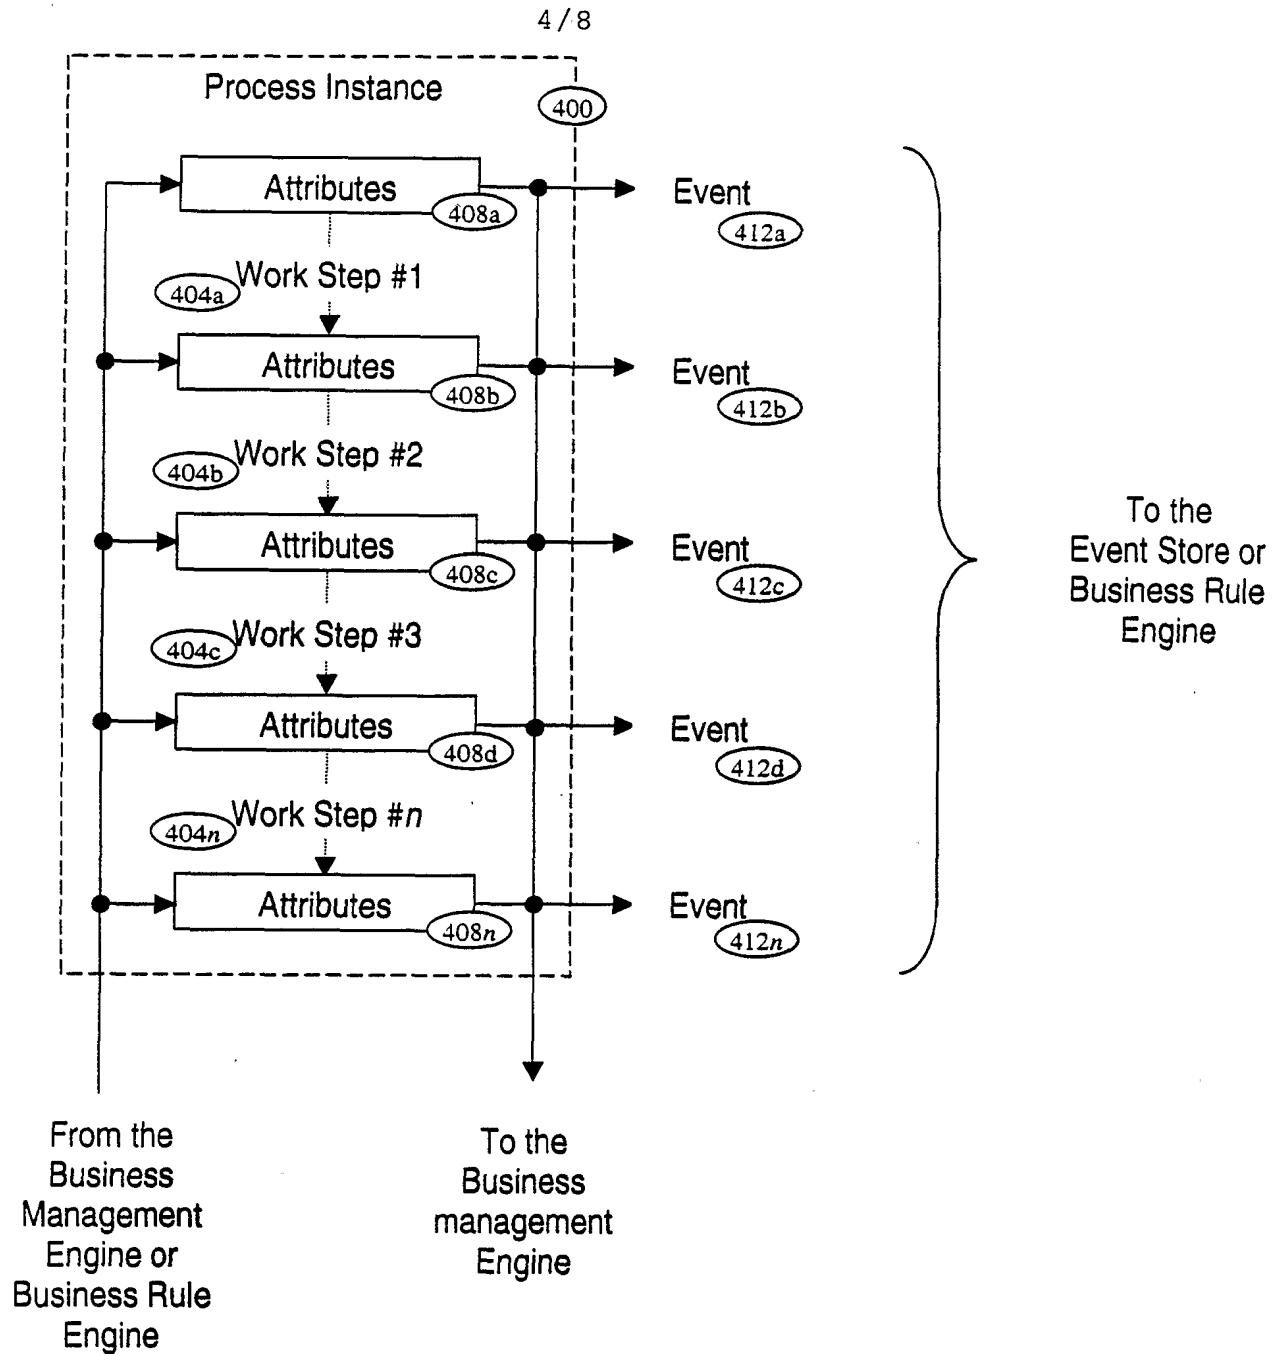 4/8
Process Instance
400
Attributes
408a
Event
412a
404a
Work Step #1
Attributes
408b
Event
412b
404b
Work Step #2
Attributes
408c
Event
412c
404c
Work Step #3
Attributes
408d
Event
412d
404n
Work Step #n
Attributes
408n
Event
412n
To the
Event Store or
Business Rule
Engine
From the
Business
Management
Engine or
Business Rule
Engine
To the
Business
management
Engine